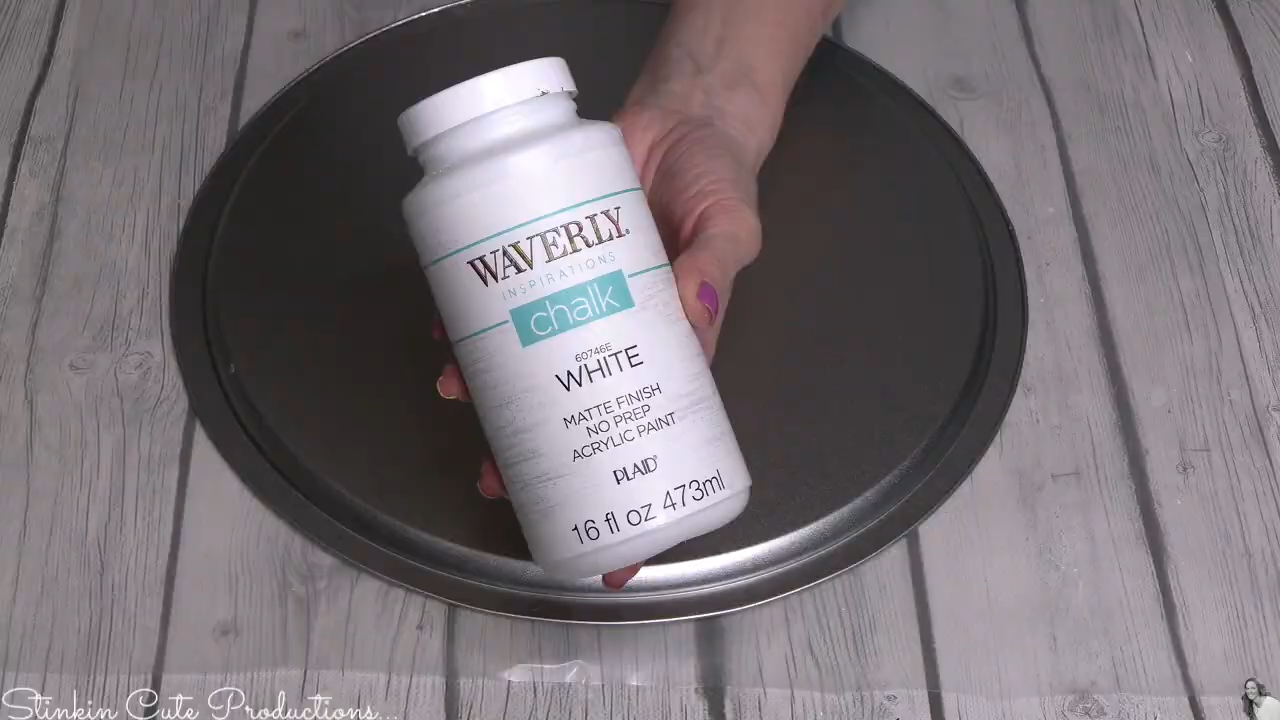 WAVERLY®
INSPIRATIONS
chalk
60746E
WHITE
MATTE FINISH
NO PREP
ACRYLIC PAINT
PLAID®
16 fl oz 473ml
Stinkin Cute Productions...